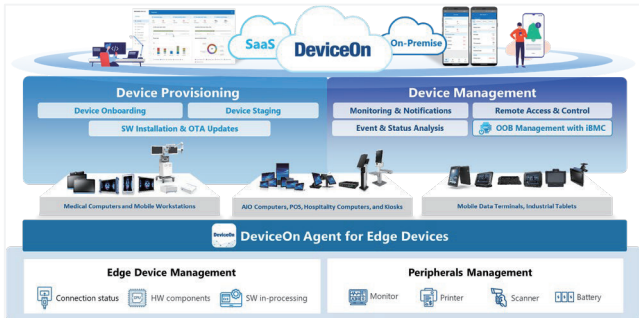 SaaS
DeviceOn
On-Premise
Device Provisioning
Device Management
Device Onboarding
Device Staging
Monitoring & Notifications
Remote Access & Control
SW Installation & OTA Updates
Event & Status Analysis
OOB Management with iBMC
Medical Computers and Mobile Workstations
AIO Computers, POS, Hospitality Computers, and Kiosks
Mobile Data Terminals, Industrial Tablets
DeviceOn
DeviceOn Agent for Edge Devices
Edge Device Management
Peripherals Management
Connection status
CPU
HW components
SW in-processing
Monitor
Printer
Scanner
Battery